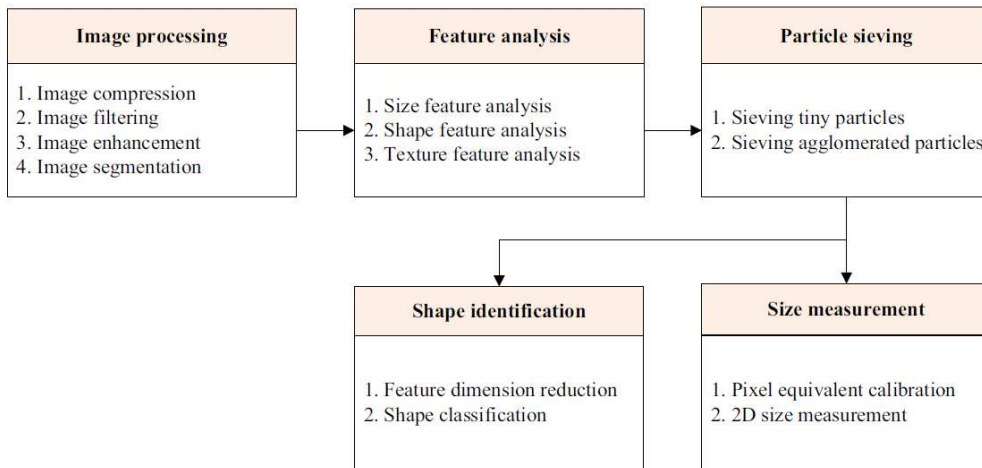 Image processing
1. Image compression
2. Image filtering
3. Image enhancement
4. Image segmentation
Feature analysis
1. Size feature analysis
2. Shape feature analysis
3. Texture feature analysis
Particle sieving
1. Sieving tiny particles
2. Sieving agglomerated particles
Shape identification
1. Feature dimension reduction
2. Shape classification
Size measurement
1. Pixel equivalent calibration
2. 2D size measurement